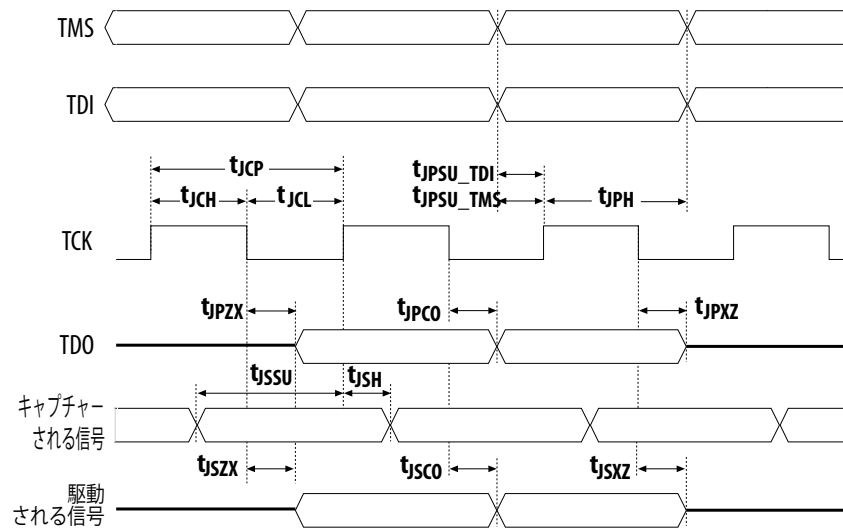 TMS
TDI
tJCP
tJCH tJCL
tJPSU_TDI
tJPSU_TMS tJPH
TCK
tJPZX tJPCO tJPXZ
TDO
tJSSU tJSH
キャプチャー
される信号
tJSZX tJSCO tJSXZ
駆動
される信号